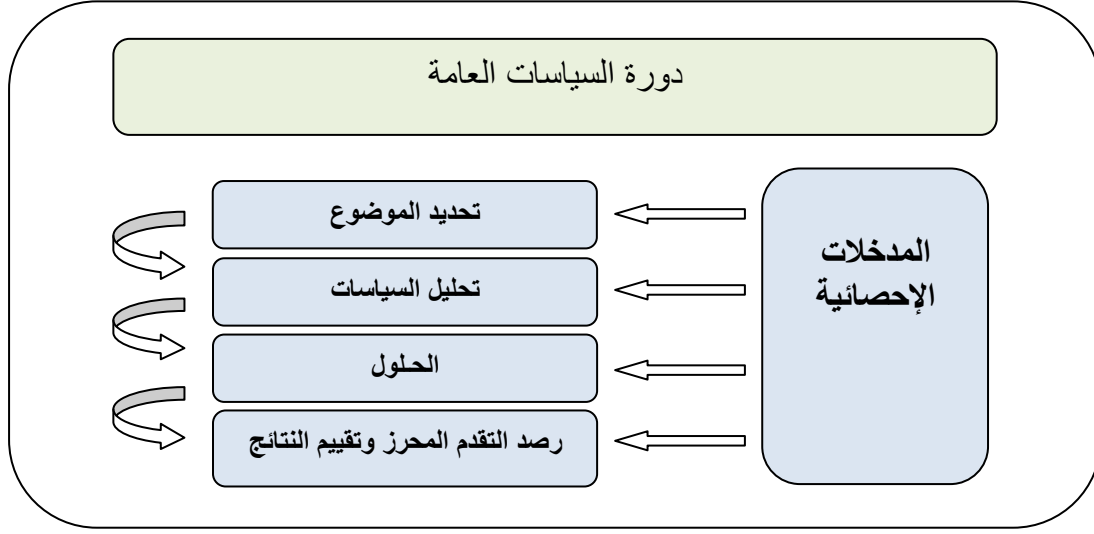 دورة السياسات العامة
المدخلات
الإحصائية
تحديد الموضوع
تحليل السياسات
الحلول
رصد التقدم المحرز وتقييم النتائج